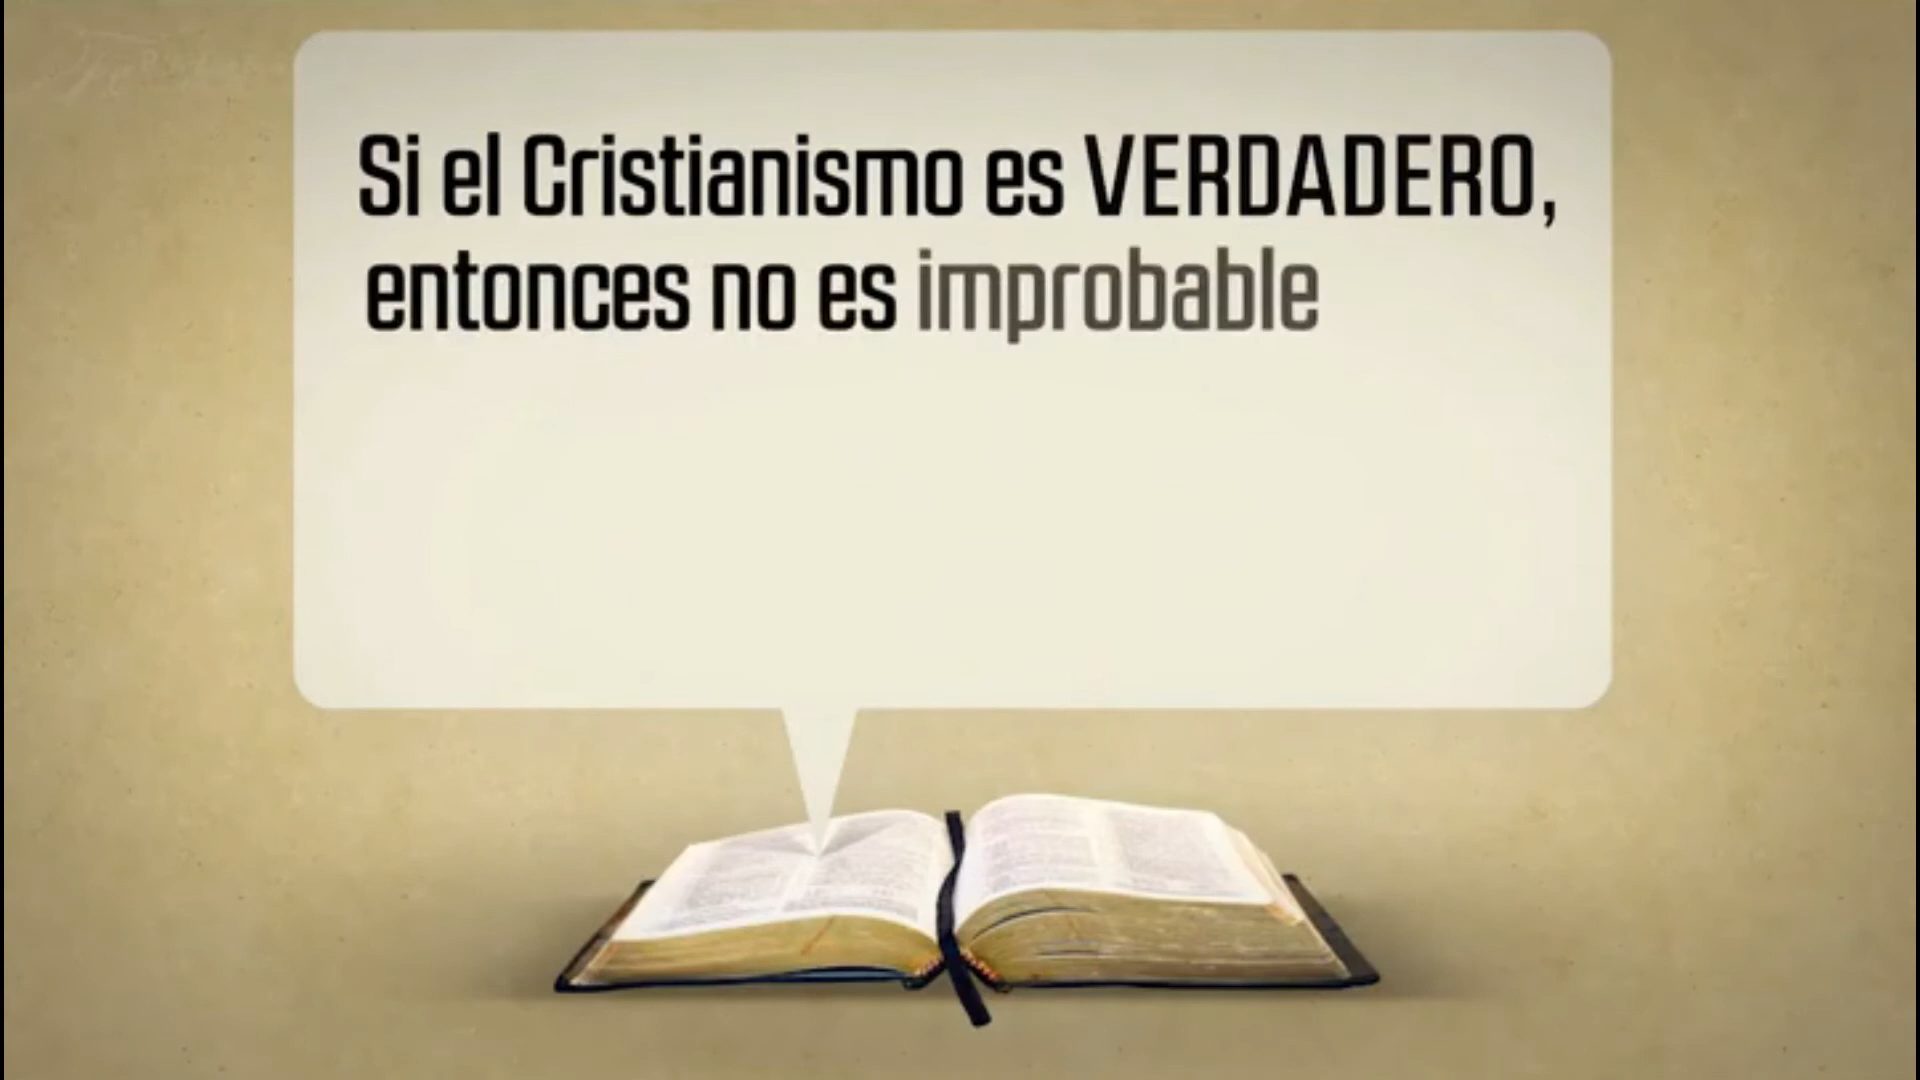 Si el Cristianismo es VERDADERO,
entonces no es improbable